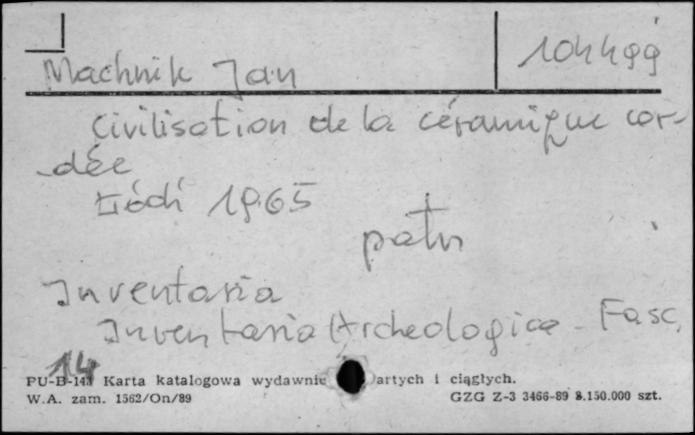 104499
Machnik Jan
Civilisation de la céramique cor-
-dée
Łódź 1965
patrz
Inventaria
Inventaria Archeologica - Fasc.
14
PU-B-143 Karta katalogowa wydawnic artych i ciągłych.
W.A. zam. 1562/On/89 GZG Z-3 3466-89 8.150.000 szt.